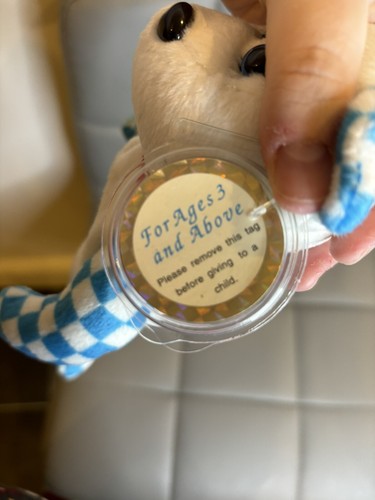 For Ages 3
and Above
Please remove this tag
before giving to a
child.